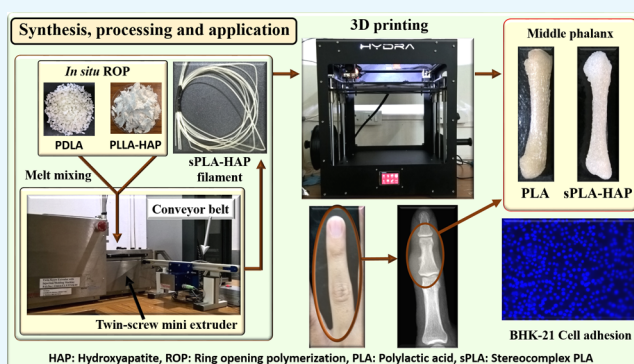 Synthesis, processing and application
3D printing
In situ ROP
PDLA
PLLA-HAP
Melt mixing
sPLA-HAP
filament
Conveyor belt
Twin-screw mini extruder
HYDRA
Middle phalanx
PLA
sPLA-HAP
BHK-21 Cell adhesion
HAP: Hydroxyapatite, ROP: Ring opening polymerization, PLA: Polylactic acid, sPLA: Stereocomplex PLA